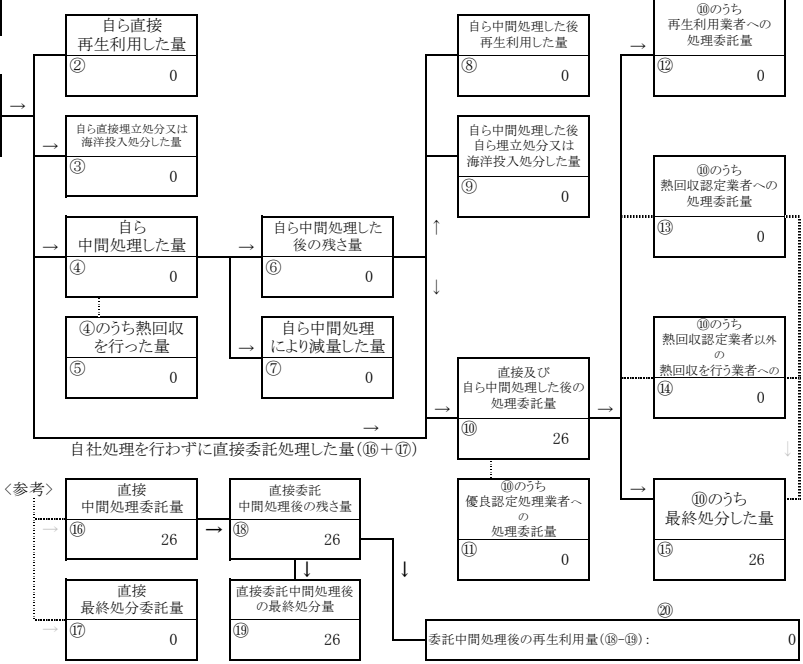 自ら直接
再生利用した量
② 0
自ら中間処理した後
再生利用した量
⑧ 0
⑩のうち
再生利用業者への
処理委託量
⑫ 0
→
→
自ら直接埋立処分又は
海洋投入処分した量
③ 0
→
自ら中間処理した後
自ら埋立処分又は
海洋投入処分した量
⑨ 0
⑩のうち
熱回収認定業者への
処理委託量
⑬ 0
→
自ら
中間処理した量
④ 0
→
自ら中間処理した
後の残さ量
⑥ 0
↑
↓
④のうち熱回収
を行った量
⑤ 0
→
自ら中間処理
により減量した量
⑦ 0
⑩のうち
熱回収認定業者以外
の
熱回収を行う業者への
⑭ 0
→
直接及び
自ら中間処理した後の
処理委託量
⑩ 26
→
→
自社処理を行わずに直接委託処理した量(⑯+⑰)
↓
<参考>
直接
中間処理委託量
⑯ 26
→
→
直接委託
中間処理後の残さ量
⑱ 26
⑩のうち
優良認定処理業者へ
の
処理委託量
⑪ 0
→
⑩のうち
最終処分した量
⑮ 26
↓
↓
直接
最終処分委託量
⑰ 0
→
直接委託中間処理後
の最終処分量
⑲ 26
⑳
委託中間処理後の再生利用量(⑱-⑲): 0